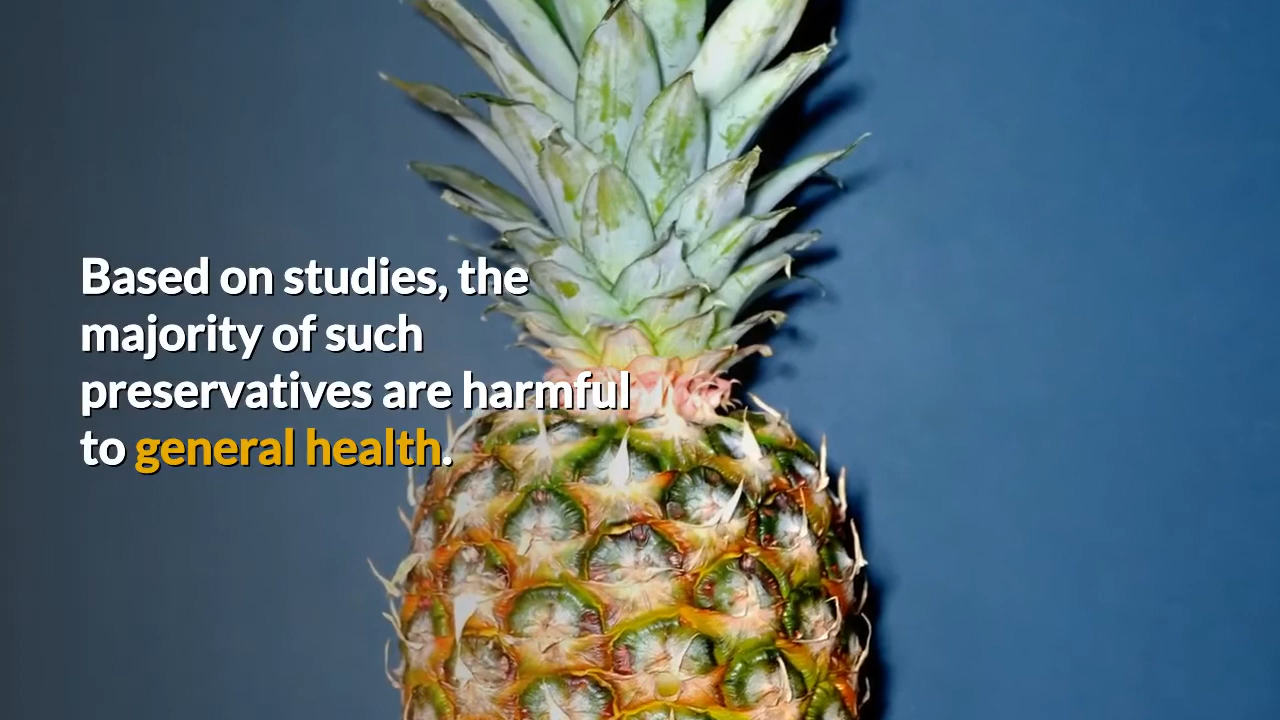 Based on studies, the
majority of such
preservatives are harmful
to general health.